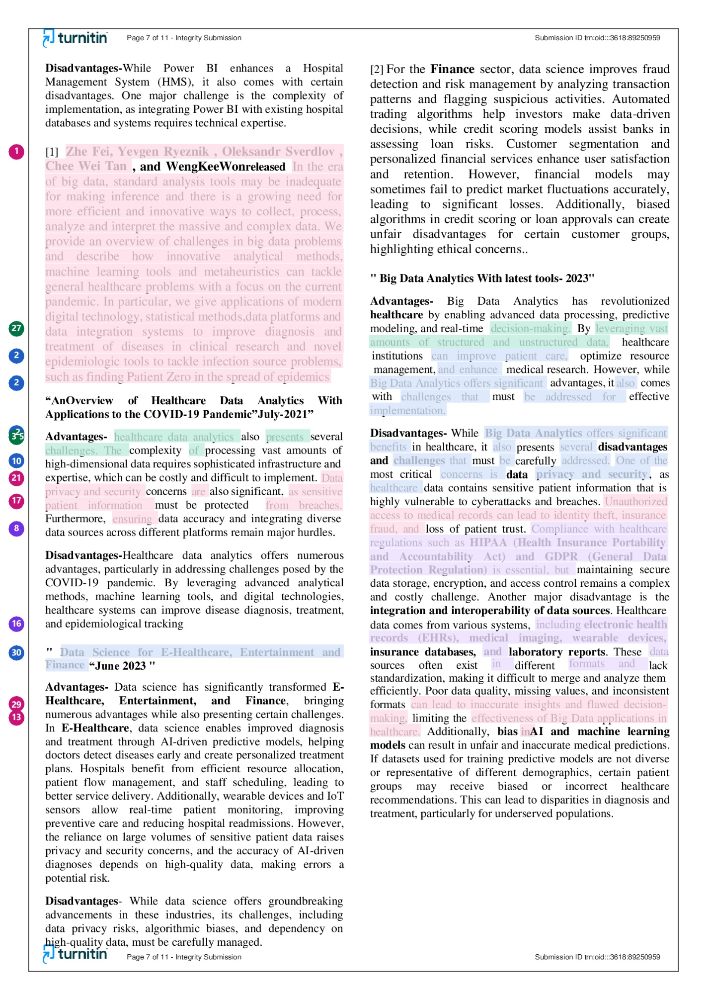 turnitin
Page 7 of 11 - Integrity Submission
Submission ID trn:oid:::3618:89250959
Disadvantages-While Power BI enhances a Hospital
Management System (HMS), it also comes with certain
disadvantages. One major challenge is the complexity of
implementation, as integrating Power BI with existing hospital
databases and systems requires technical expertise.
1
[1] Zhe Fei, Yevgen Ryeznik , Oleksandr Sverdlov ,
Chee Wei Tan , and WengKeeWonreleased In the era
of big data, standard analysis tools may be inadequate
for making inference and there is a growing need for
more efficient and innovative ways to collect, process,
analyze and interpret the massive and complex data. We
provide an overview of challenges in big data problems
and describe how innovative analytical methods,
machine learning tools and metaheuristics can tackle
general healthcare problems with a focus on the current
pandemic. In particular, we give applications of modern
digital technology, statistical methods,data platforms and
27
data integration systems to improve diagnosis and
treatment of diseases in clinical research and novel
2
epidemiologic tools to tackle infection source problems,
2
such as finding Patient Zero in the spread of epidemics
“AnOverview of Healthcare Data Analytics With
Applications to the COVID-19 Pandemic”July-2021”
2
3 5
Advantages- healthcare data analytics also presents several
challenges. The complexity of processing vast amounts of
10
high-dimensional data requires sophisticated infrastructure and
21
expertise, which can be costly and difficult to implement. Data
privacy and security concerns are also significant, as sensitive
17
patient information must be protected from breaches.
Furthermore, ensuring data accuracy and integrating diverse
8
data sources across different platforms remain major hurdles.
Disadvantages-Healthcare data analytics offers numerous
advantages, particularly in addressing challenges posed by the
COVID-19 pandemic. By leveraging advanced analytical
methods, machine learning tools, and digital technologies,
healthcare systems can improve disease diagnosis, treatment,
16
and epidemiological tracking
30
" Data Science for E-Healthcare, Entertainment and
Finance “June 2023 "
Advantages- Data science has significantly transformed E-
29
Healthcare, Entertainment, and Finance, bringing
13
numerous advantages while also presenting certain challenges.
In E-Healthcare, data science enables improved diagnosis
and treatment through AI-driven predictive models, helping
doctors detect diseases early and create personalized treatment
plans. Hospitals benefit from efficient resource allocation,
patient flow management, and staff scheduling, leading to
better service delivery. Additionally, wearable devices and IoT
sensors allow real-time patient monitoring, improving
preventive care and reducing hospital readmissions. However,
the reliance on large volumes of sensitive patient data raises
privacy and security concerns, and the accuracy of AI-driven
diagnoses depends on high-quality data, making errors a
potential risk.
Disadvantages- While data science offers groundbreaking
advancements in these industries, its challenges, including
data privacy risks, algorithmic biases, and dependency on
high-quality data, must be carefully managed.
[2] For the Finance sector, data science improves fraud
detection and risk management by analyzing transaction
patterns and flagging suspicious activities. Automated
trading algorithms help investors make data-driven
decisions, while credit scoring models assist banks in
assessing loan risks. Customer segmentation and
personalized financial services enhance user satisfaction
and retention. However, financial models may
sometimes fail to predict market fluctuations accurately,
leading to significant losses. Additionally, biased
algorithms in credit scoring or loan approvals can create
unfair disadvantages for certain customer groups,
highlighting ethical concerns..
" Big Data Analytics With latest tools- 2023"
Advantages- Big Data Analytics has revolutionized
healthcare by enabling advanced data processing, predictive
modeling, and real-time decision-making. By leveraging vast
amounts of structured and unstructured data, healthcare
institutions can improve patient care, optimize resource
management, and enhance medical research. However, while
Big Data Analytics offers significant advantages, it also comes
with challenges that must be addressed for effective
implementation.
Disadvantages- While Big Data Analytics offers significant
benefits in healthcare, it also presents several disadvantages
and challenges that must be carefully addressed. One of the
most critical concerns is data privacy and security, as
healthcare data contains sensitive patient information that is
highly vulnerable to cyberattacks and breaches. Unauthorized
access to medical records can lead to identity theft, insurance
fraud, and loss of patient trust. Compliance with healthcare
regulations such as HIPAA (Health Insurance Portability
and Accountability Act) and GDPR (General Data
Protection Regulation) is essential, but maintaining secure
data storage, encryption, and access control remains a complex
and costly challenge. Another major disadvantage is the
integration and interoperability of data sources. Healthcare
data comes from various systems, including electronic health
records (EHRs), medical imaging, wearable devices,
insurance databases, and laboratory reports. These data
sources often exist in different formats and lack
standardization, making it difficult to merge and analyze them
efficiently. Poor data quality, missing values, and inconsistent
formats can lead to inaccurate insights and flawed decision-
making, limiting the effectiveness of Big Data applications in
healthcare. Additionally, bias inAI and machine learning
models can result in unfair and inaccurate medical predictions.
If datasets used for training predictive models are not diverse
or representative of different demographics, certain patient
groups may receive biased or incorrect healthcare
recommendations. This can lead to disparities in diagnosis and
treatment, particularly for underserved populations.
turnitin
Page 7 of 11 - Integrity Submission
Submission ID trn:oid:::3618:89250959